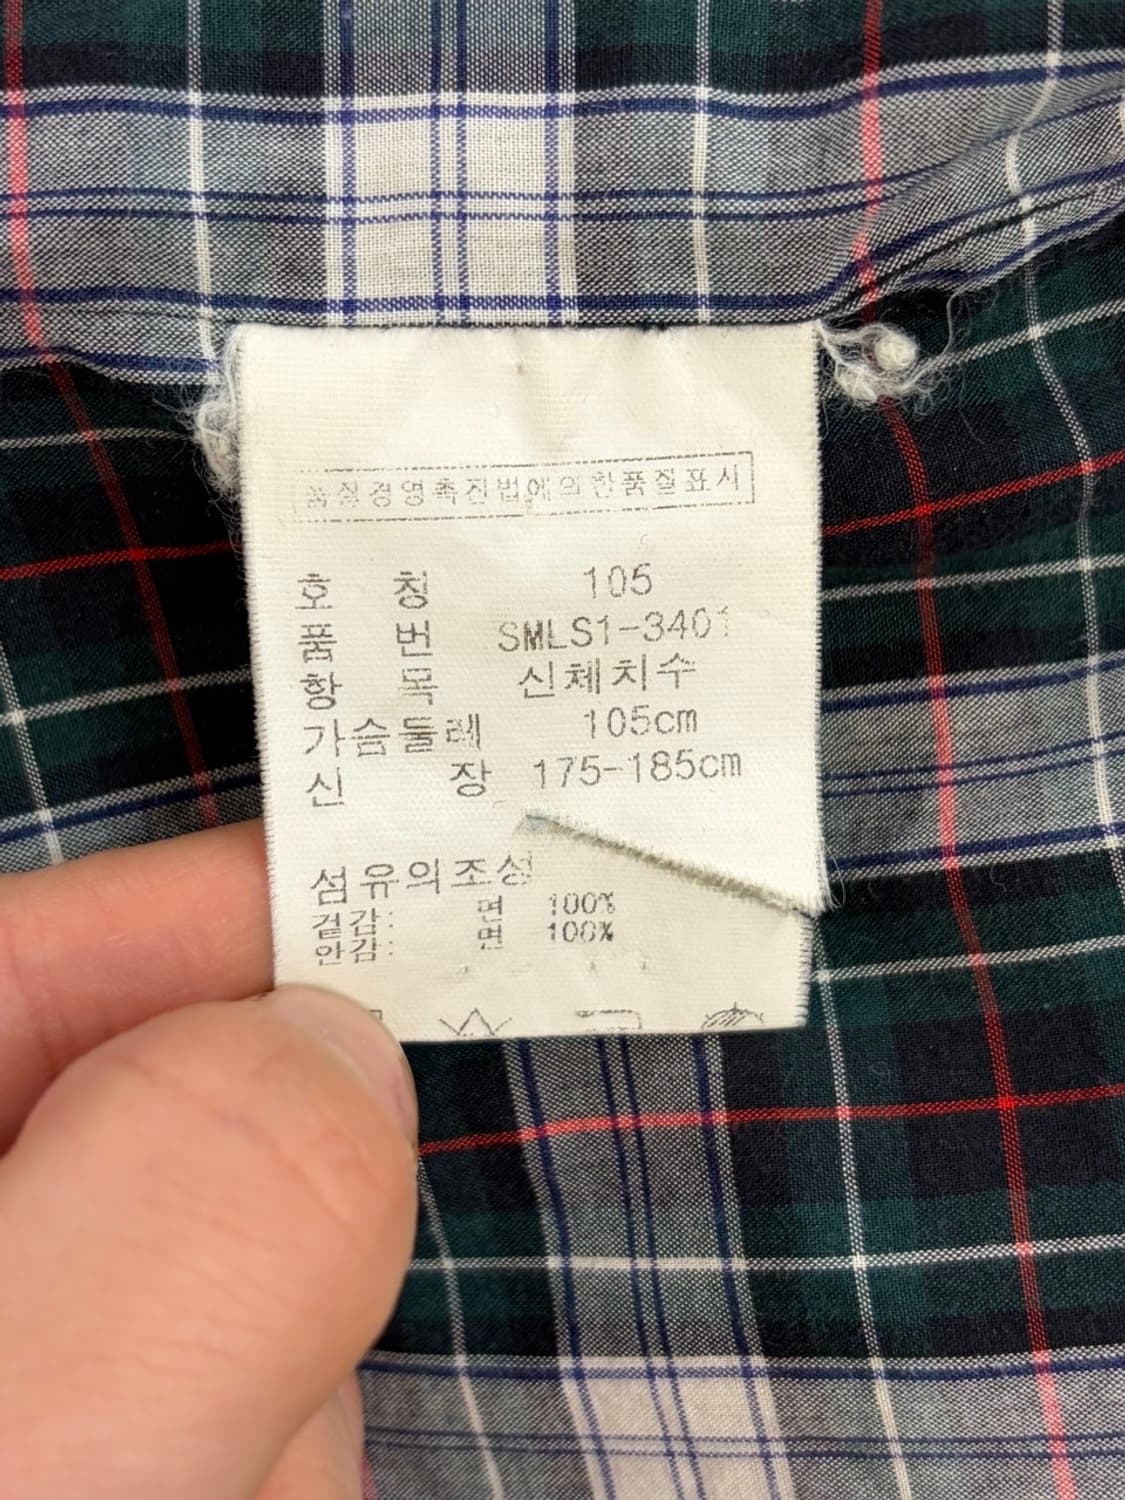 품질경영촉진법에의한품질표시
호 칭 105
품 번 SMLS1-3401
항 목 신체치수
가슴둘레 105cm
신 장 175-185cm
섬유의조성
겉감: 면 100%
안감: 면 100%